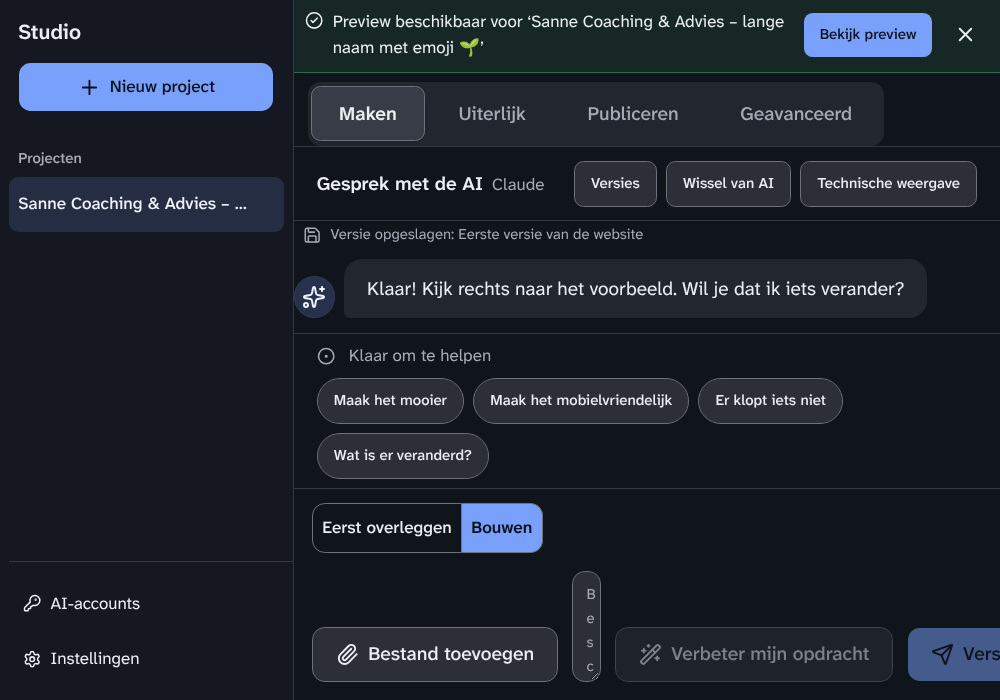 Studio
Nieuw project
Projecten
Sanne Coaching & Advies – ...
AI-accounts
Instellingen
Preview beschikbaar voor ‘Sanne Coaching & Advies – lange
naam met emoji 🌱’
Bekijk preview
Maken
Uiterlijk
Publiceren
Geavanceerd
Gesprek met de AI Claude
Versies
Wissel van AI
Technische weergave
Versie opgeslagen: Eerste versie van de website
Klaar! Kijk rechts naar het voorbeeld. Wil je dat ik iets verander?
Klaar om te helpen
Maak het mooier
Maak het mobielvriendelijk
Er klopt iets niet
Wat is er veranderd?
Eerst overleggen
Bouwen
Bestand toevoegen
B
e
s
c
Verbeter mijn opdracht
Vers